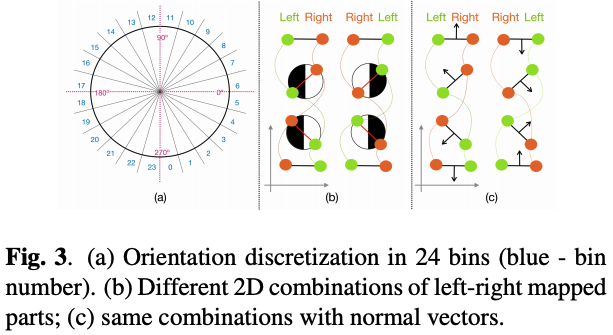 12 11
13 10
14 9
15 8
16 7
17 6
18 5
19 4
20 3
21 2
22 1
23 0
90°
180° 0°
270°
(a)
Left Right Right Left
(b)
Left Right Right Left
(c)
Fig. 3. (a) Orientation discretization in 24 bins (blue - bin
number). (b) Different 2D combinations of left-right mapped
parts; (c) same combinations with normal vectors.